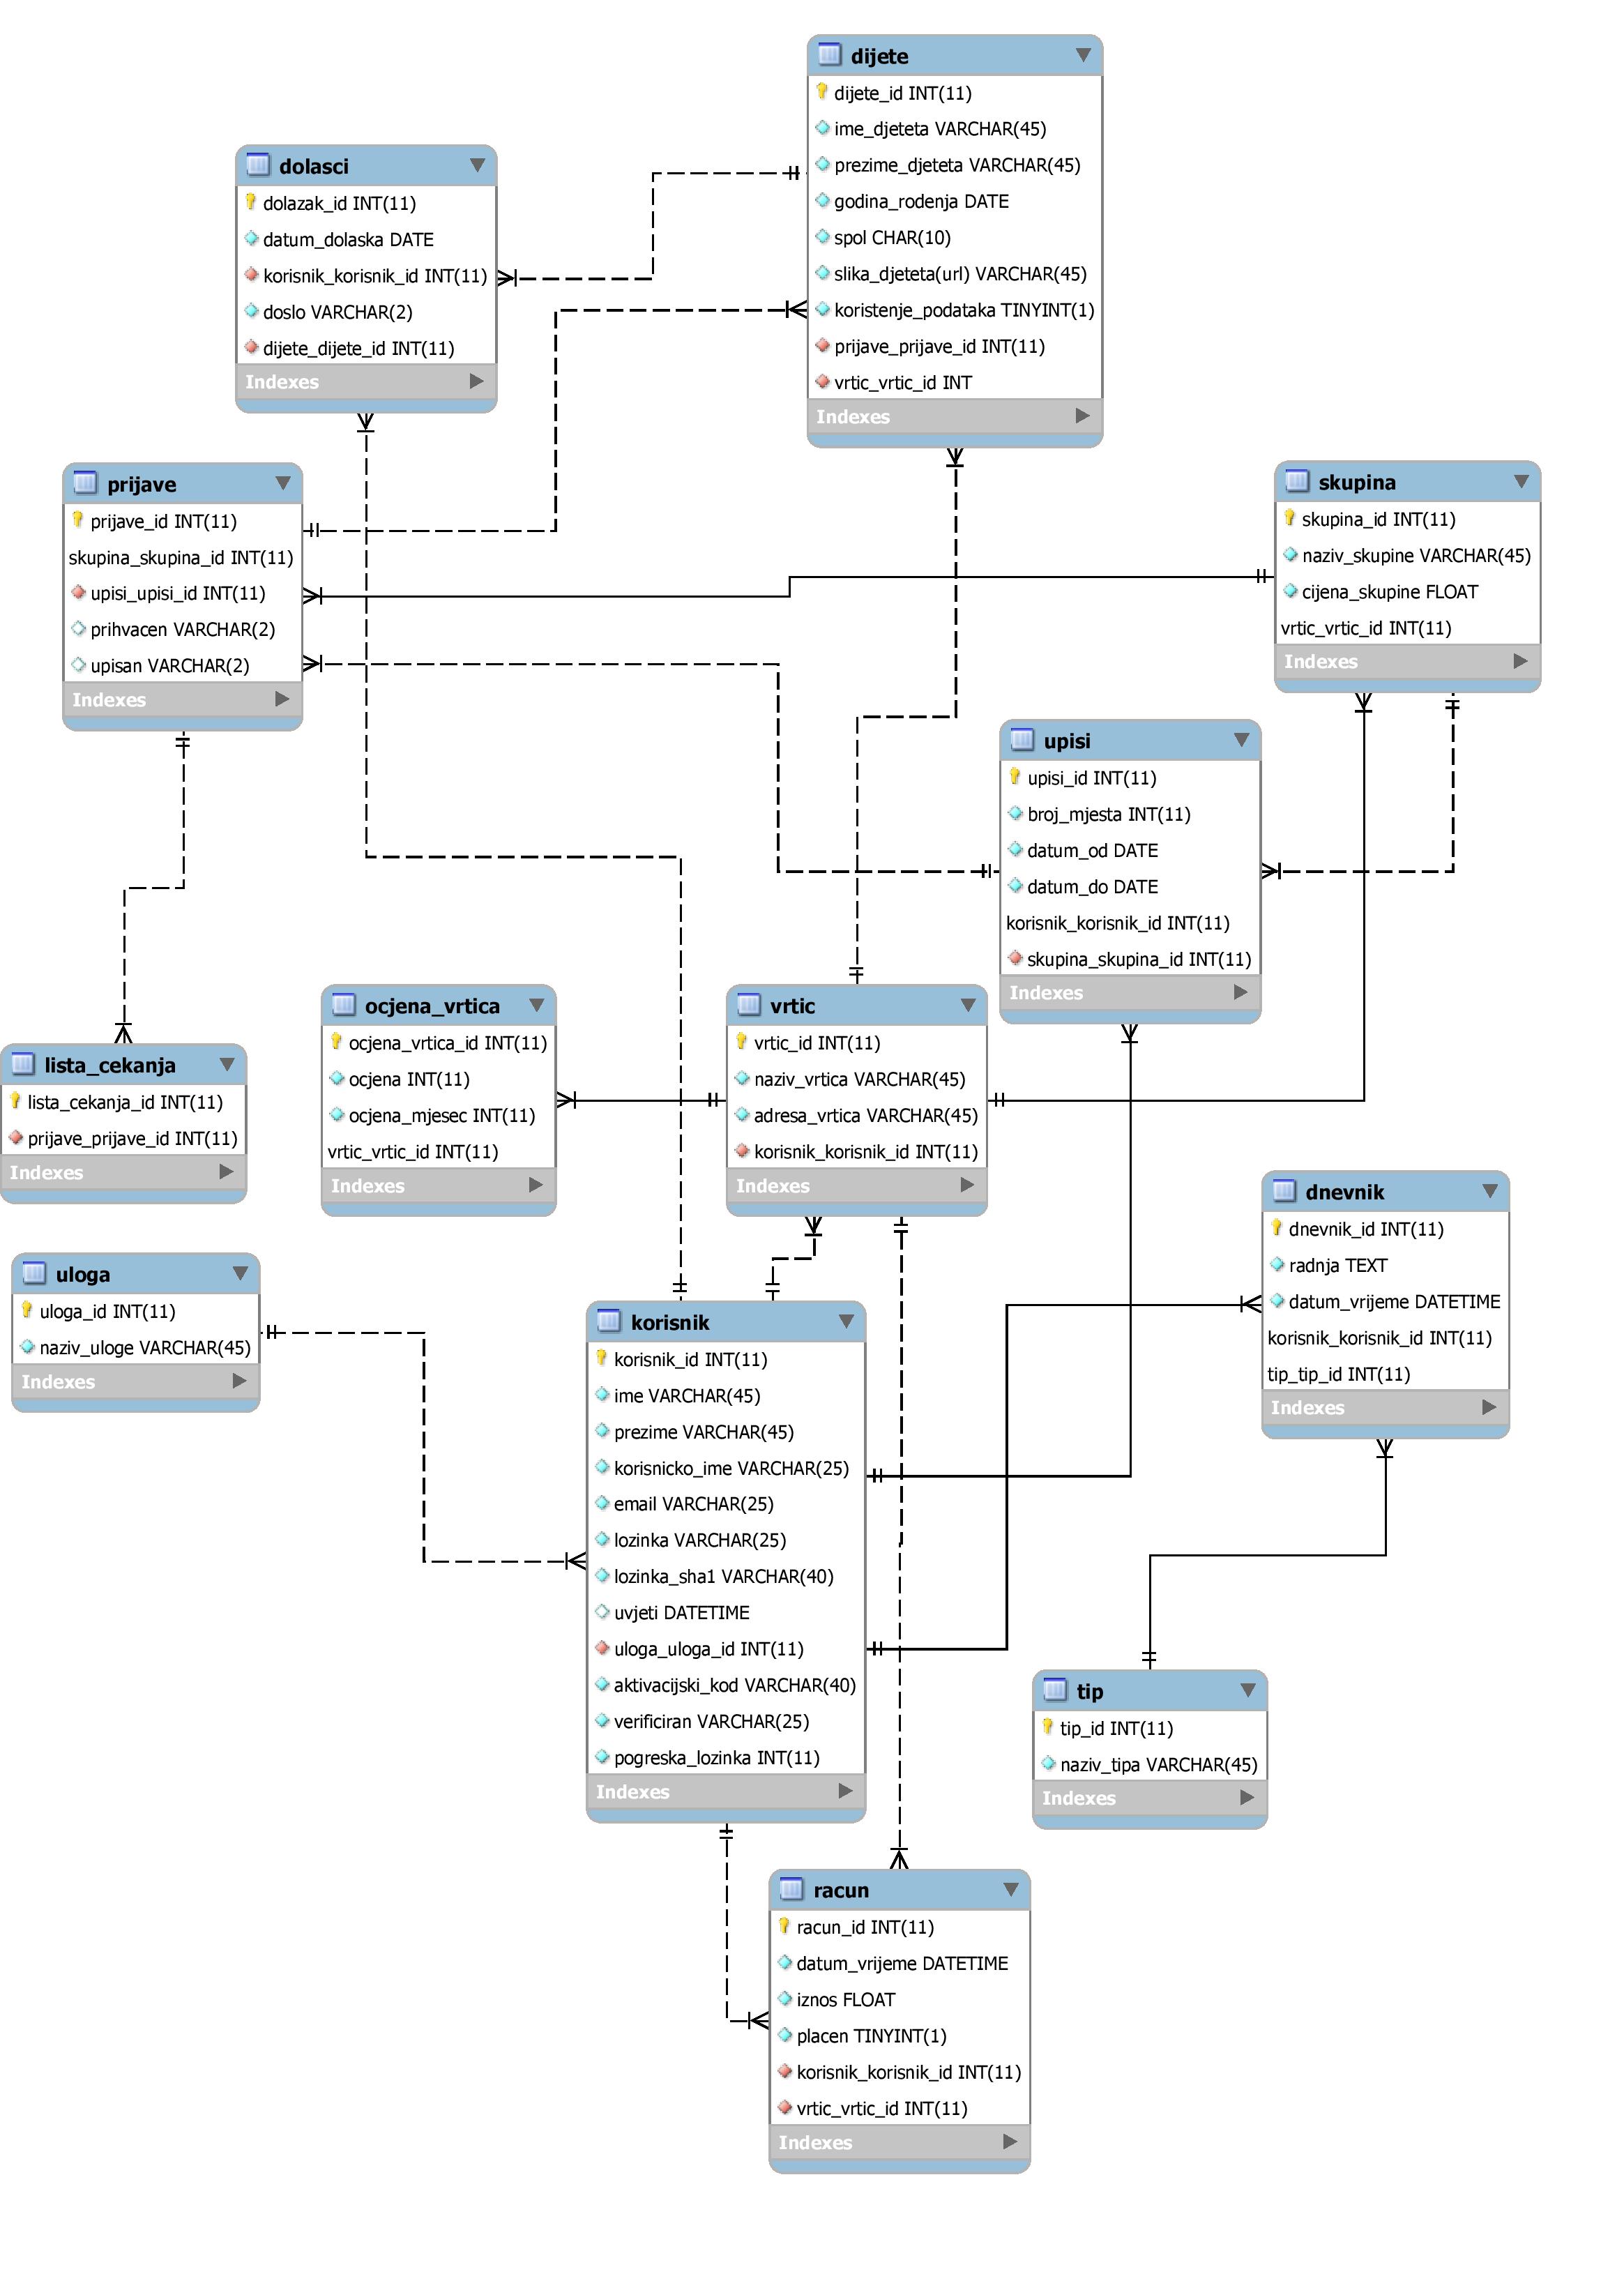 dijete
dijete_id INT(11)
ime_djeteta VARCHAR(45)
prezime_djeteta VARCHAR(45)
godina_rodenja DATE
spol CHAR(10)
slika_djeteta(url) VARCHAR(45)
koristenje_podataka TINYINT(1)
prijave_prijave_id INT(11)
vrtic_vrtic_id INT
Indexes
dolasci
dolazak_id INT(11)
datum_dolaska DATE
korisnik_korisnik_id INT(11)
doslo VARCHAR(2)
dijete_dijete_id INT(11)
Indexes
prijave
prijave_id INT(11)
skupina_skupina_id INT(11)
upisi_upisi_id INT(11)
prihvacen VARCHAR(2)
upisan VARCHAR(2)
Indexes
skupina
skupina_id INT(11)
naziv_skupine VARCHAR(45)
cijena_skupine FLOAT
vrtic_vrtic_id INT(11)
Indexes
upisi
upisi_id INT(11)
broj_mjesta INT(11)
datum_od DATE
datum_do DATE
korisnik_korisnik_id INT(11)
skupina_skupina_id INT(11)
Indexes
lista_cekanja
lista_cekanja_id INT(11)
prijave_prijave_id INT(11)
Indexes
ocjena_vrtica
ocjena_vrtica_id INT(11)
ocjena INT(11)
ocjena_mjesec INT(11)
vrtic_vrtic_id INT(11)
Indexes
vrtic
vrtic_id INT(11)
naziv_vrtica VARCHAR(45)
adresa_vrtica VARCHAR(45)
korisnik_korisnik_id INT(11)
Indexes
dnevnik
dnevnik_id INT(11)
radnja TEXT
datum_vrijeme DATETIME
korisnik_korisnik_id INT(11)
tip_tip_id INT(11)
Indexes
uloga
uloga_id INT(11)
naziv_uloge VARCHAR(45)
Indexes
korisnik
korisnik_id INT(11)
ime VARCHAR(45)
prezime VARCHAR(45)
korisnicko_ime VARCHAR(25)
email VARCHAR(25)
lozinka VARCHAR(25)
lozinka_sha1 VARCHAR(40)
uvjeti DATETIME
uloga_uloga_id INT(11)
aktivacijski_kod VARCHAR(40)
verificiran VARCHAR(25)
pogreska_lozinka INT(11)
Indexes
tip
tip_id INT(11)
naziv_tipa VARCHAR(45)
Indexes
racun
racun_id INT(11)
datum_vrijeme DATETIME
iznos FLOAT
placen TINYINT(1)
korisnik_korisnik_id INT(11)
vrtic_vrtic_id INT(11)
Indexes